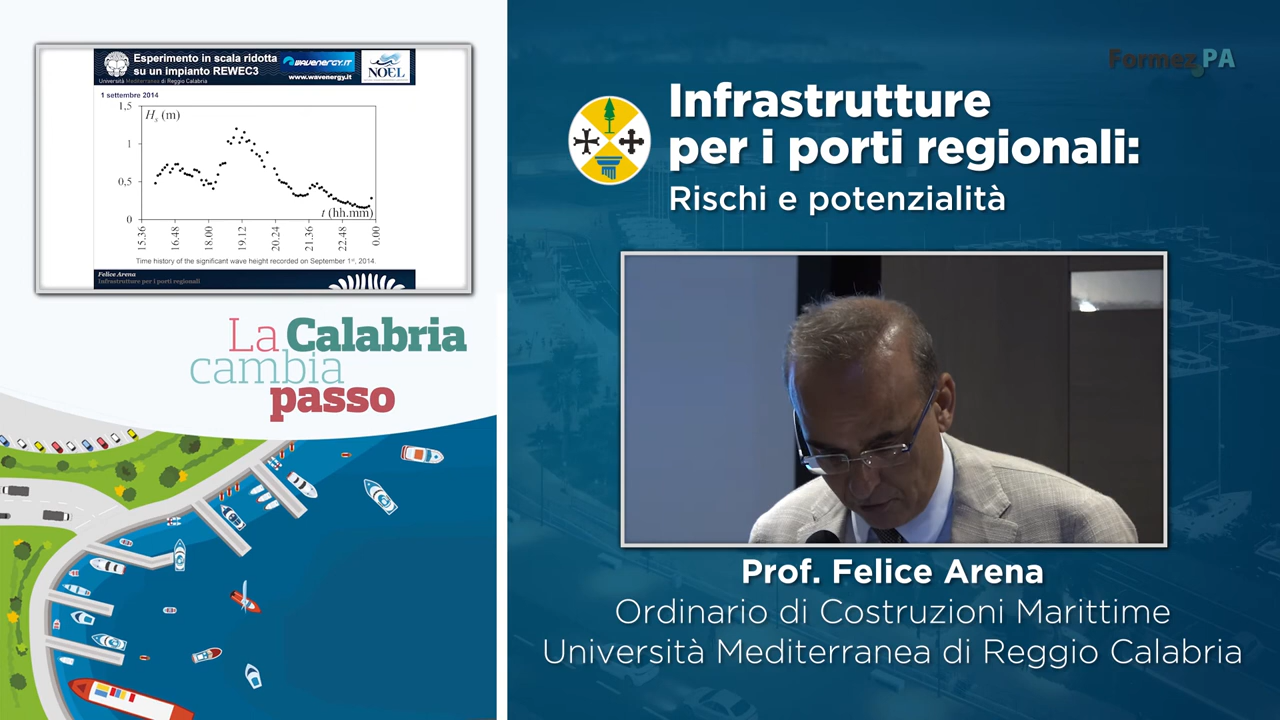 Esperimento in scala ridotta
su un impianto REWEC3
WAVENERGY.IT
www.wavenergy.it
NOEL
Università Mediterranea di Reggio Calabria
1 settembre 2014
1,5
Hs (m)
1
0,5
0
t (hh.mm)
15.36
16.48
18.00
19.12
20.24
21.36
22.48
0.00
Time history of the significant wave height recorded on September 1st, 2014.
Felice Arena
Infrastrutture per i porti regionali
La Calabria
cambia
passo
Formez PA
Infrastrutture
per i porti regionali:
Rischi e potenzialità
Prof. Felice Arena
Ordinario di Costruzioni Marittime
Università Mediterranea di Reggio Calabria